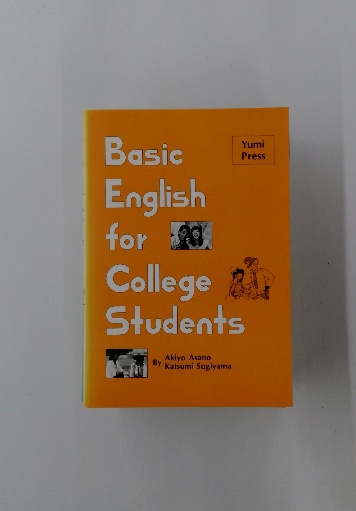 Basic
Yumi
Press
English
for
College
Students
By Akiyo Asano
Katsumi Sugiyama